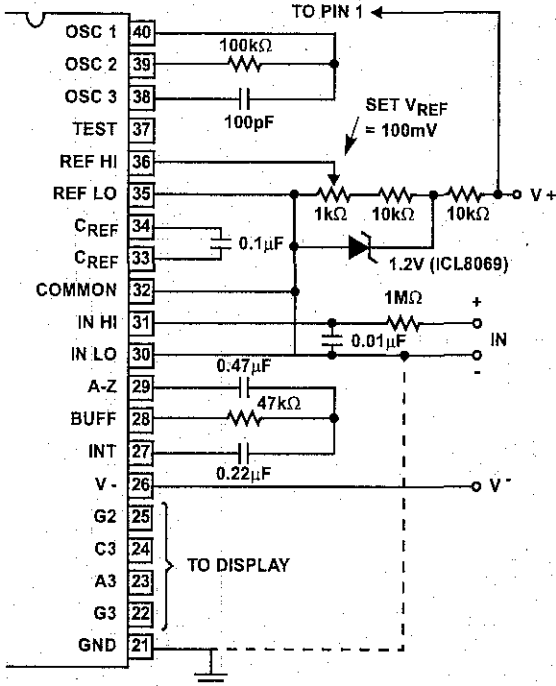 TO PIN 1
OSC 1 40
100kΩ
OSC 2 39
OSC 3 38
100pF
SET VREF
= 100mV
TEST 37
REF HI 36
REF LO 35
V +
1kΩ 10kΩ 10kΩ
CREF 34
0.1µF
1.2V (ICL8069)
CREF 33
COMMON 32
1MΩ
+
IN HI 31
0.01µF
IN
IN LO 30
-
0.47µF
A-Z 29
47kΩ
BUFF 28
INT 27
0.22µF
V - 26
V -
G2 25
C3 24
TO DISPLAY
A3 23
G3 22
GND 21